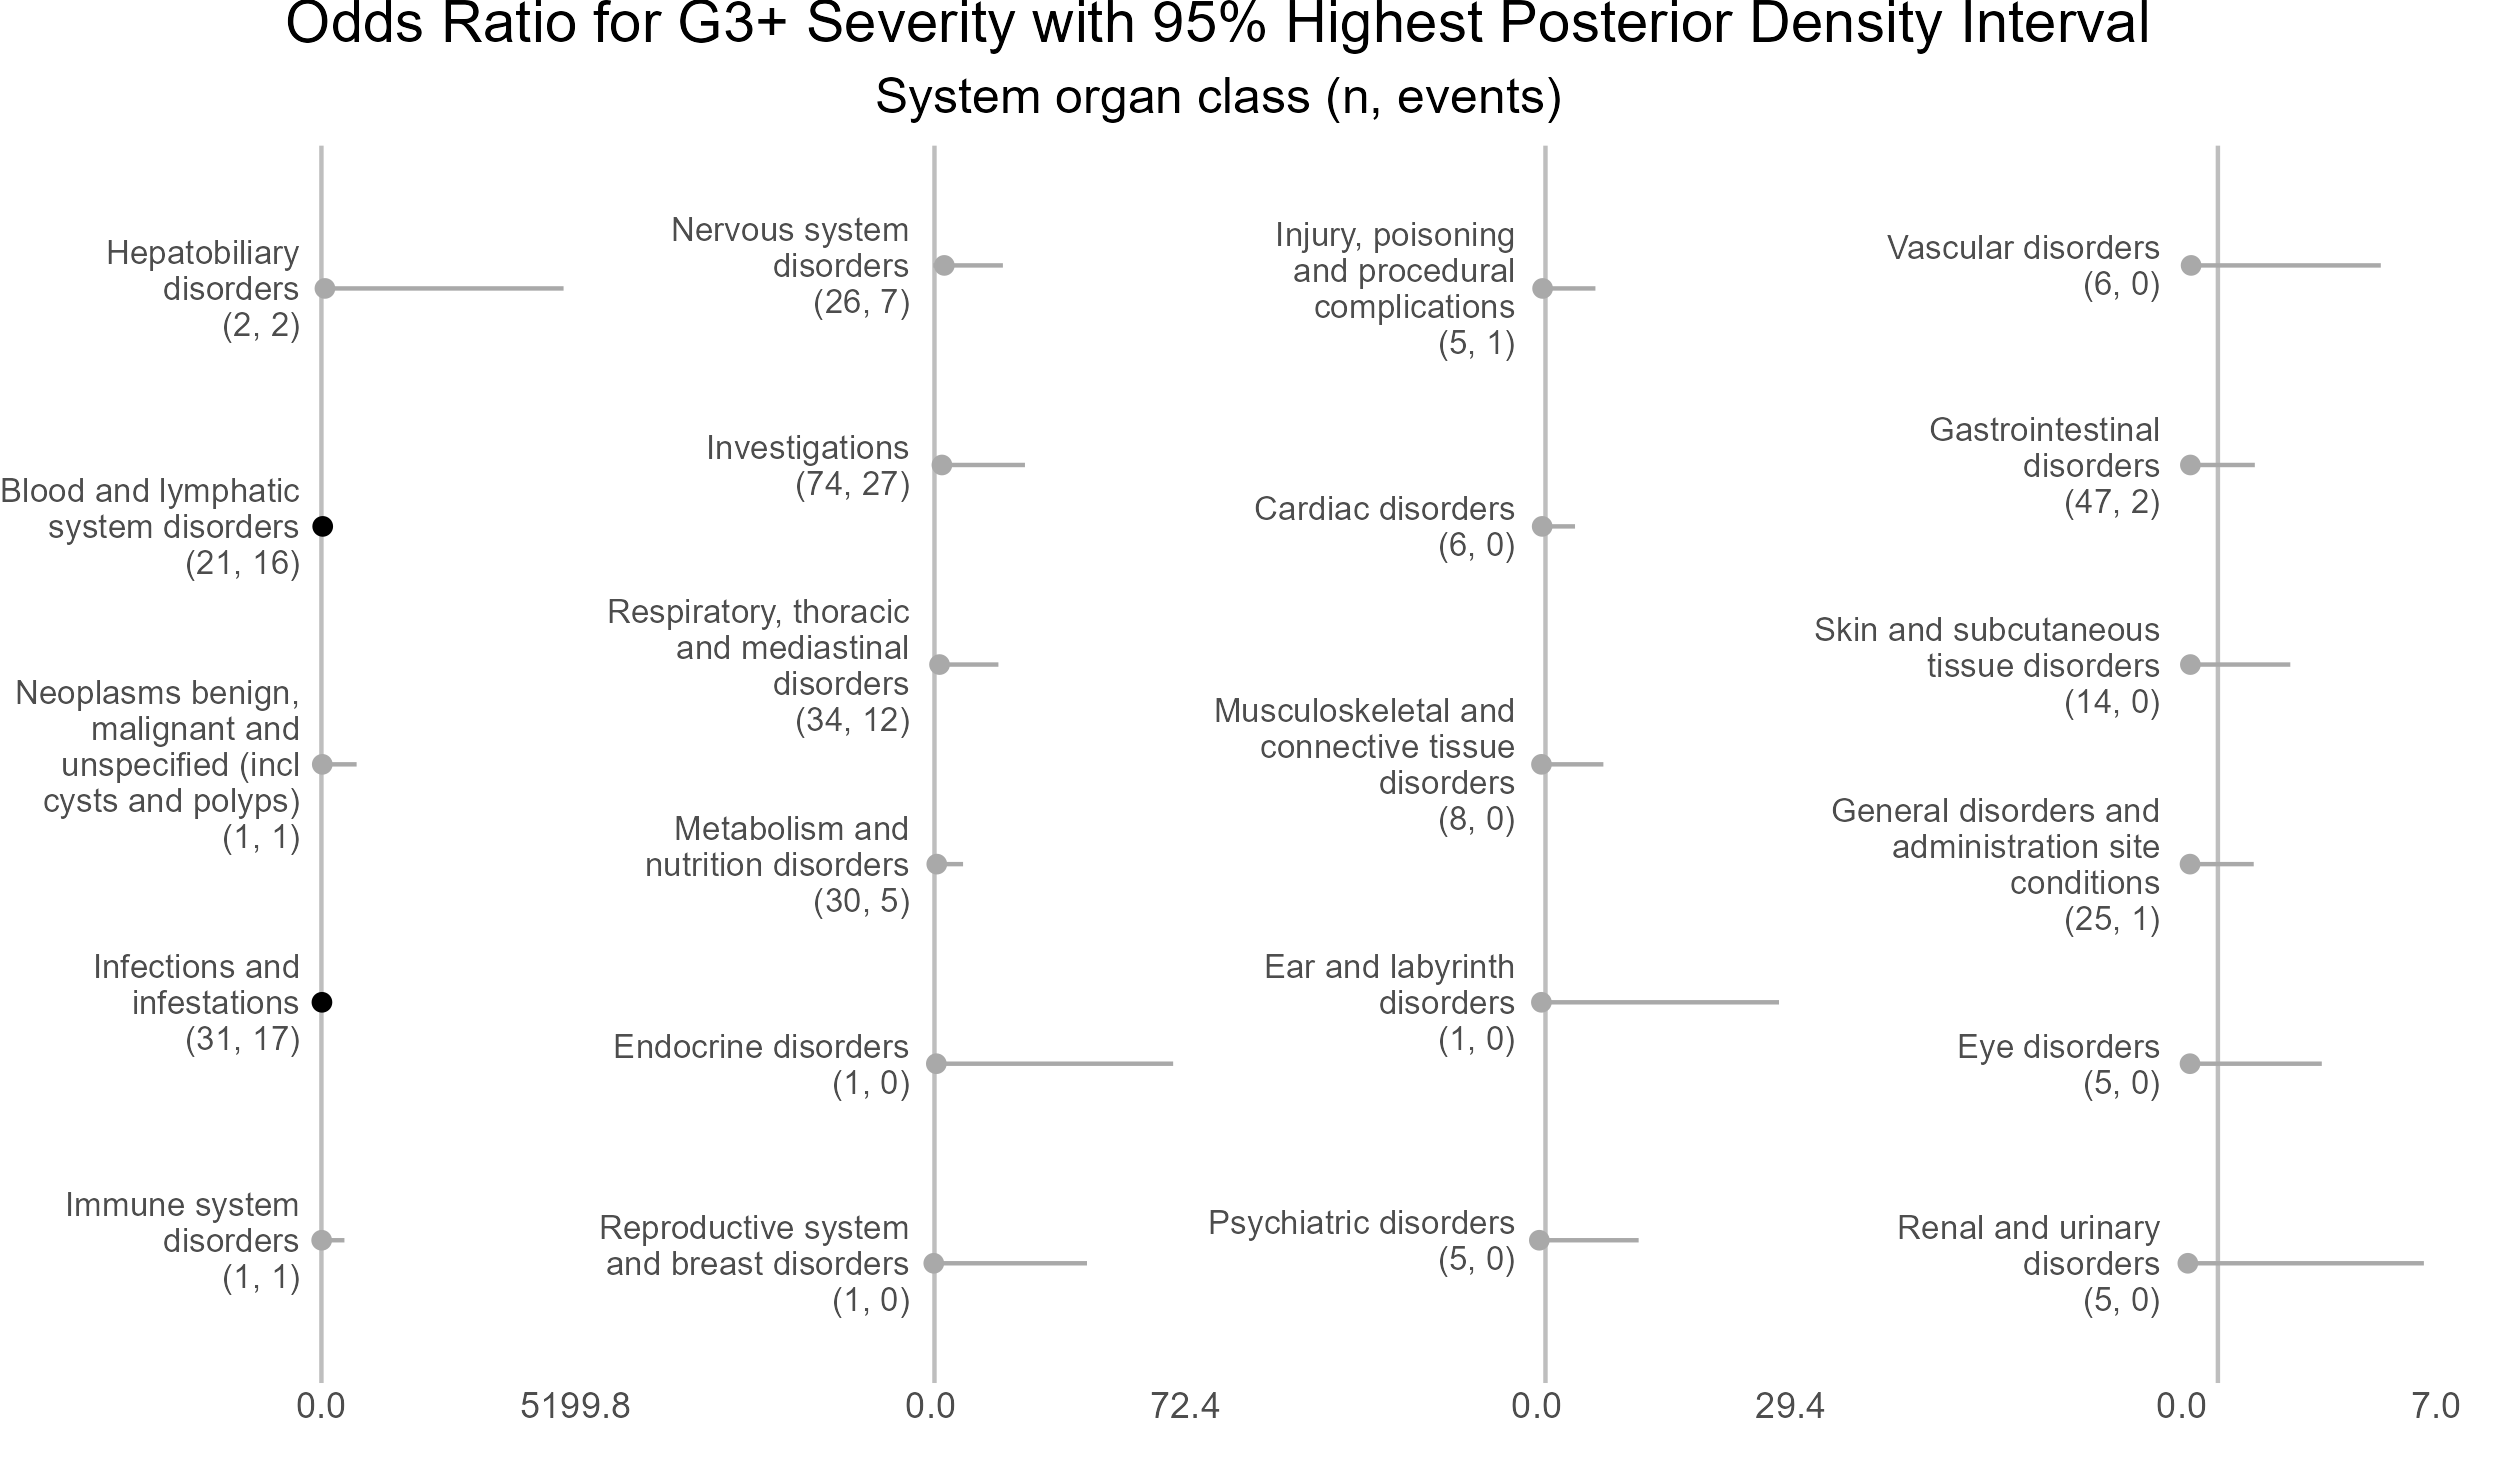 Odds Ratio for G3+ Severity with 95% Highest Posterior Density Interval
System organ class (n, events)
Hepatobiliary
disorders
(2, 2)
Blood and lymphatic
system disorders
(21, 16)
Neoplasms benign,
malignant and
unspecified (incl
cysts and polyps)
(1, 1)
Infections and
infestations
(31, 17)
Immune system
disorders
(1, 1)
0.0
5199.8
Nervous system
disorders
(26, 7)
Investigations
(74, 27)
Respiratory, thoracic
and mediastinal
disorders
(34, 12)
Metabolism and
nutrition disorders
(30, 5)
Endocrine disorders
(1, 0)
Reproductive system
and breast disorders
(1, 0)
0.0
72.4
Injury, poisoning
and procedural
complications
(5, 1)
Cardiac disorders
(6, 0)
Musculoskeletal and
connective tissue
disorders
(8, 0)
Ear and labyrinth
disorders
(1, 0)
Psychiatric disorders
(5, 0)
0.0
29.4
Vascular disorders
(6, 0)
Gastrointestinal
disorders
(47, 2)
Skin and subcutaneous
tissue disorders
(14, 0)
General disorders and
administration site
conditions
(25, 1)
Eye disorders
(5, 0)
Renal and urinary
disorders
(5, 0)
0.0
7.0